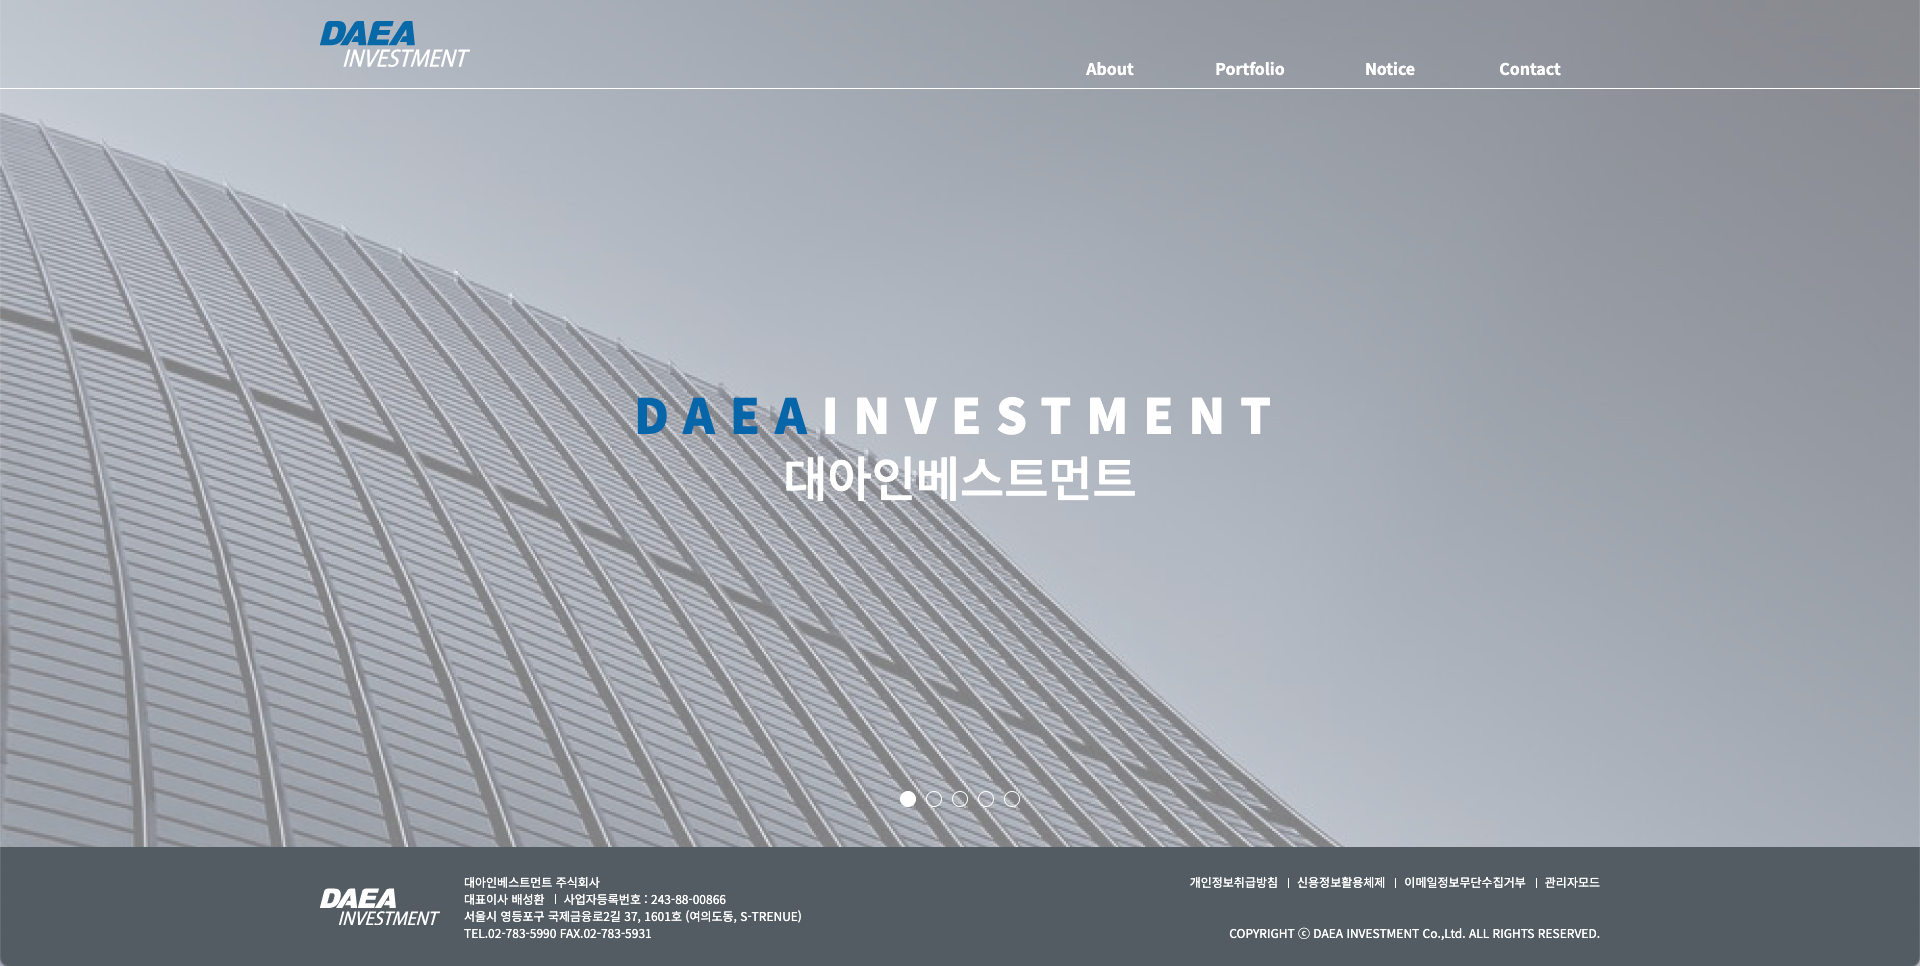 DAEA
INVESTMENT
About Portfolio Notice Contact
DAEA INVESTMENT
대아인베스트먼트
DAEA
INVESTMENT
대아인베스트먼트 주식회사
대표이사 배성환 | 사업자등록번호 : 243-88-00866
서울시 영등포구 국제금융로2길 37, 1601호 (여의도동, S-TRENUE)
TEL.02-783-5990 FAX.02-783-5931
개인정보취급방침 | 신용정보활용체제 | 이메일정보무단수집거부 | 관리자모드
COPYRIGHT ⓒ DAEA INVESTMENT Co.,Ltd. ALL RIGHTS RESERVED.